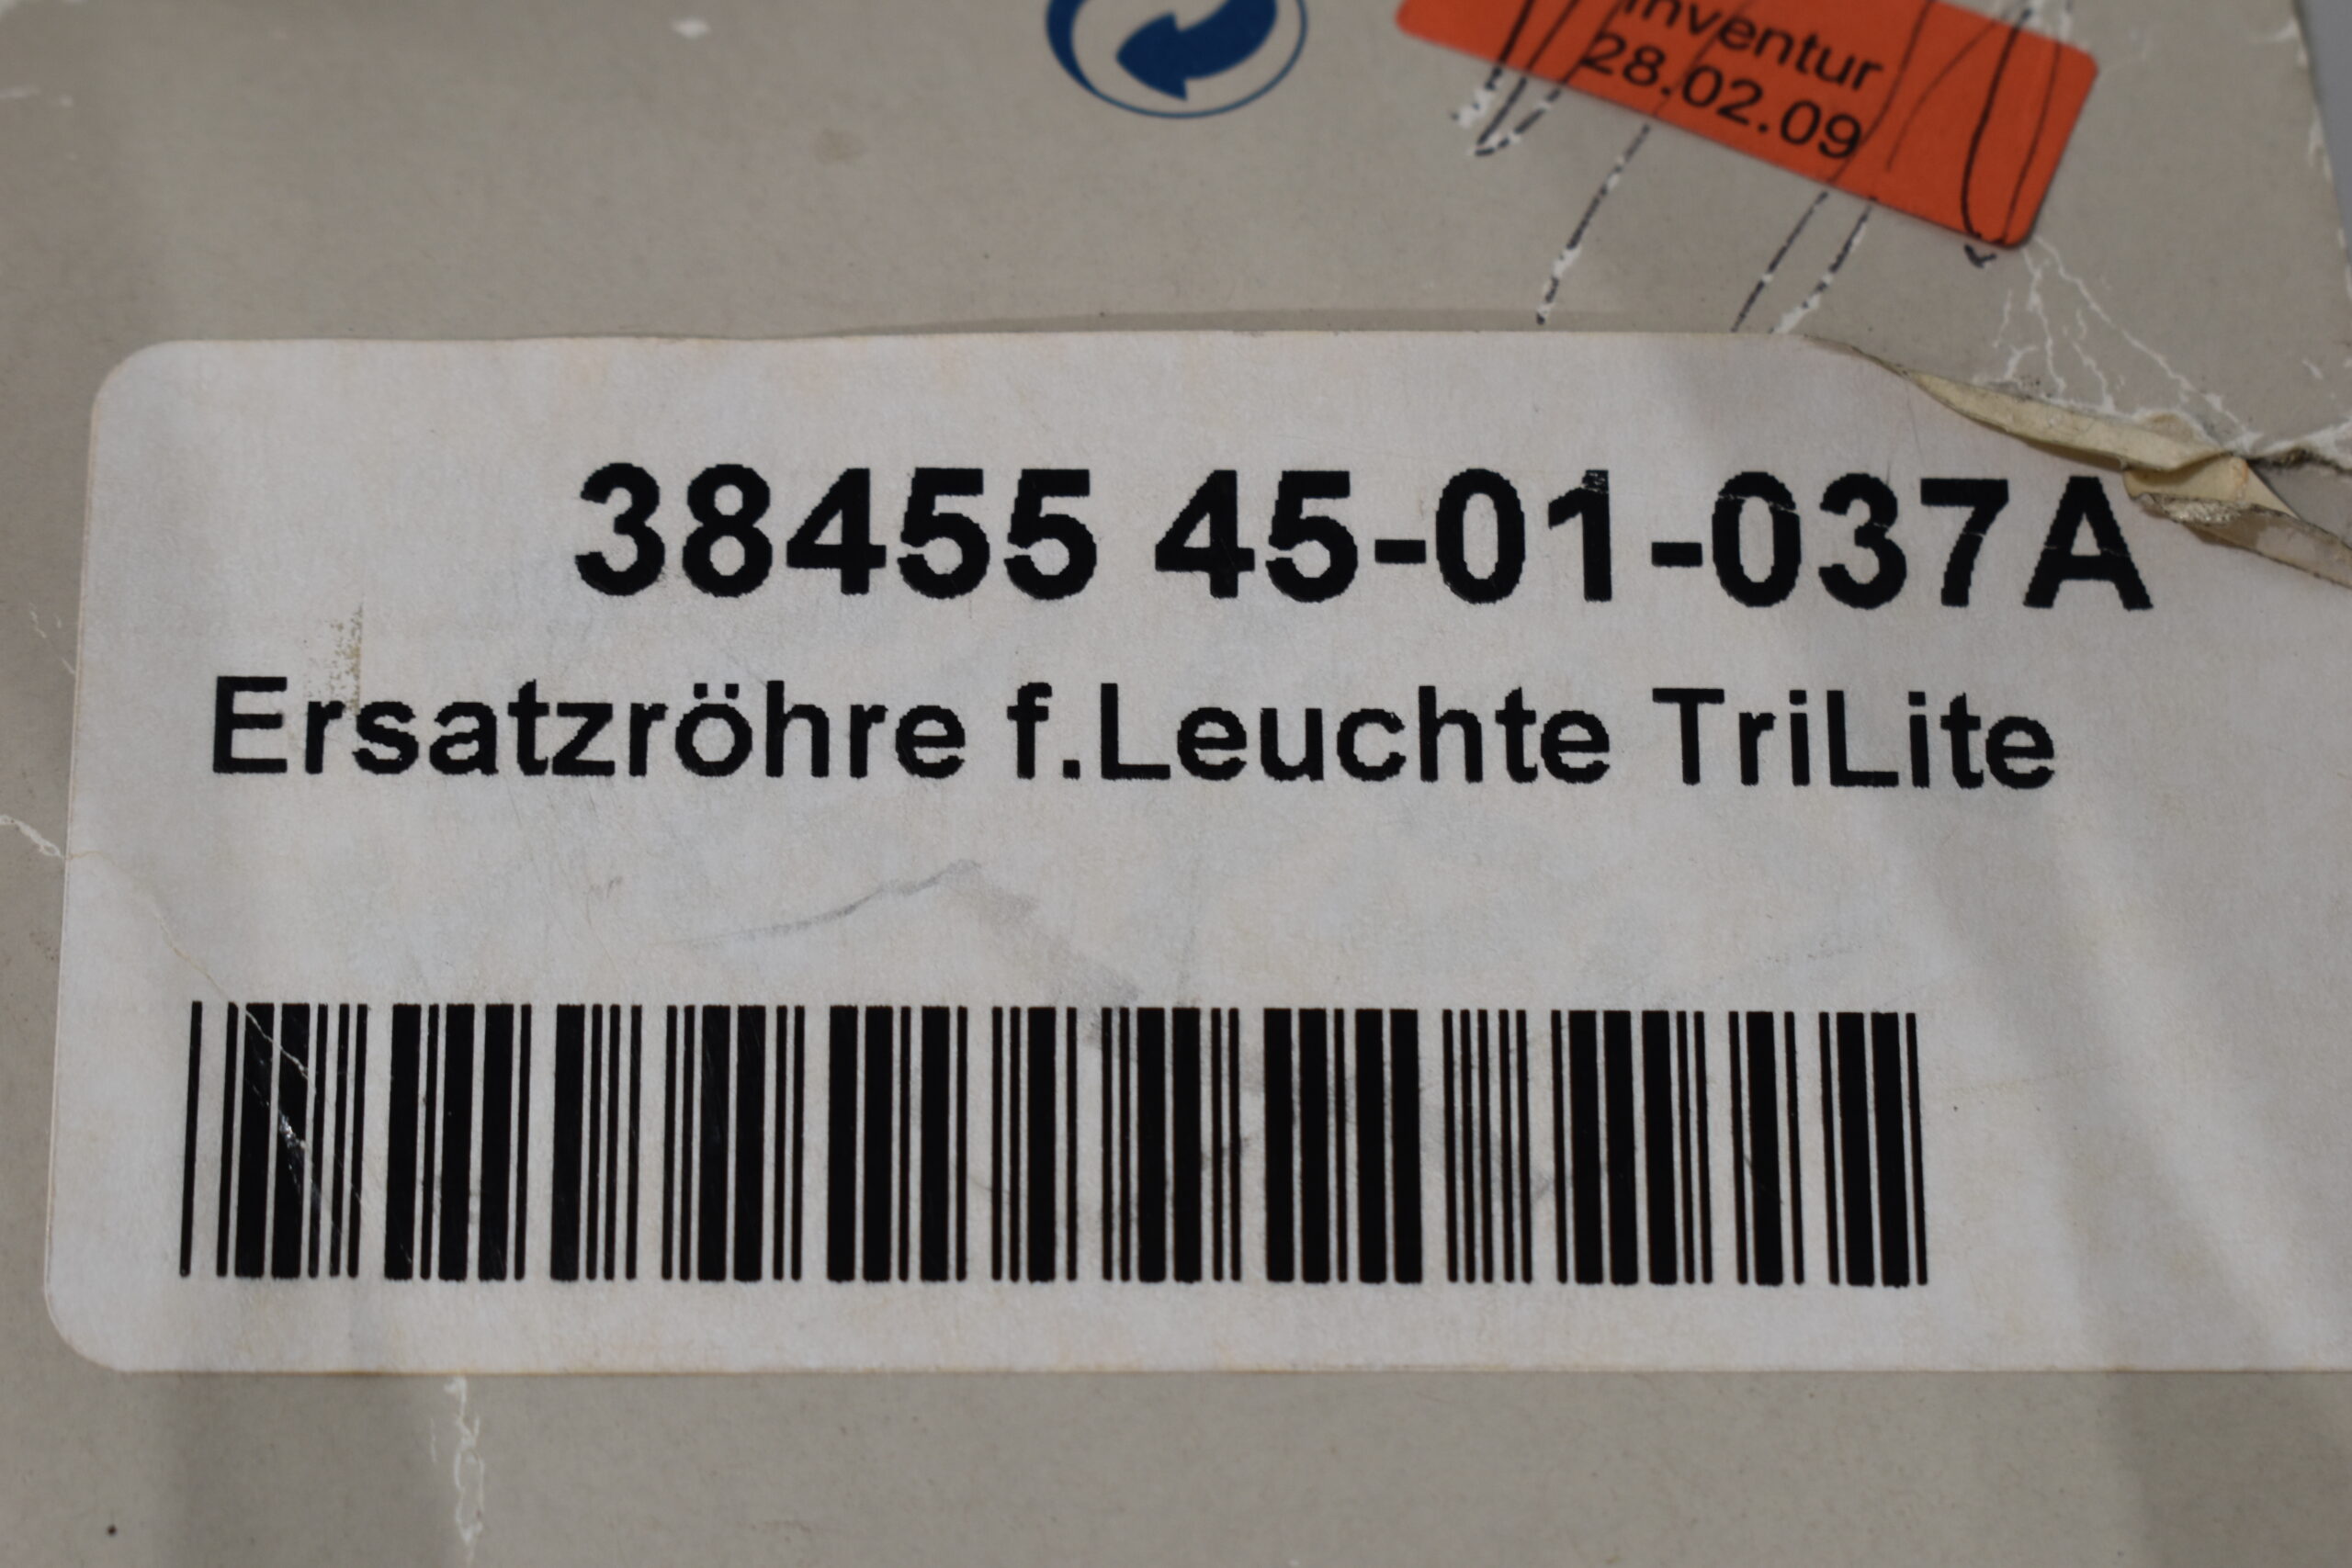 Inventur
28.02.09
38455 45-01-037A
Ersatzröhre f.Leuchte TriLite